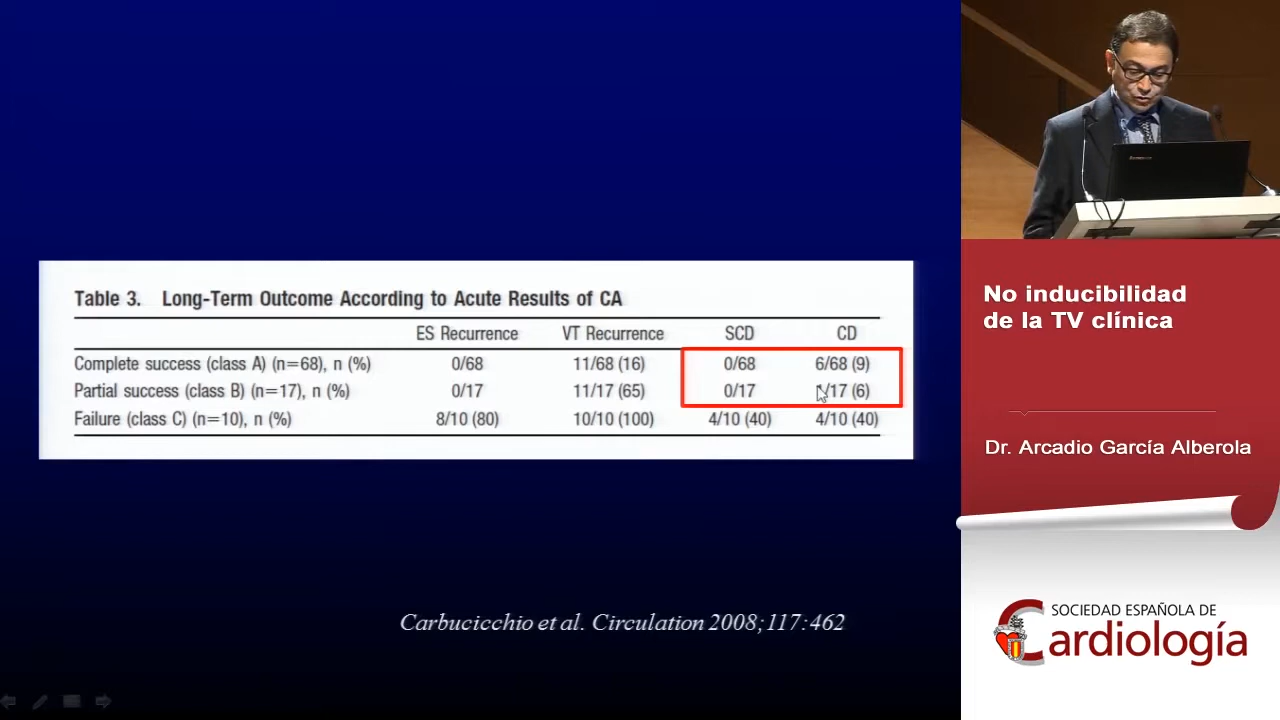 Table 3. Long-Term Outcome According to Acute Results of CA
ES Recurrence VT Recurrence SCD CD
Complete success (class A) (n=68), n (%) 0/68 11/68 (16) 0/68 6/68 (9)
Partial success (class B) (n=17), n (%) 0/17 11/17 (65) 0/17 /17 (6)
Failure (class C) (n=10), n (%) 8/10 (80) 10/10 (100) 4/10 (40) 4/10 (40)
Carbucicchio et al. Circulation 2008;117:462
No inducibilidad
de la TV clínica
Dr. Arcadio García Alberola
SOCIEDAD ESPAÑOLA DE
Cardiología